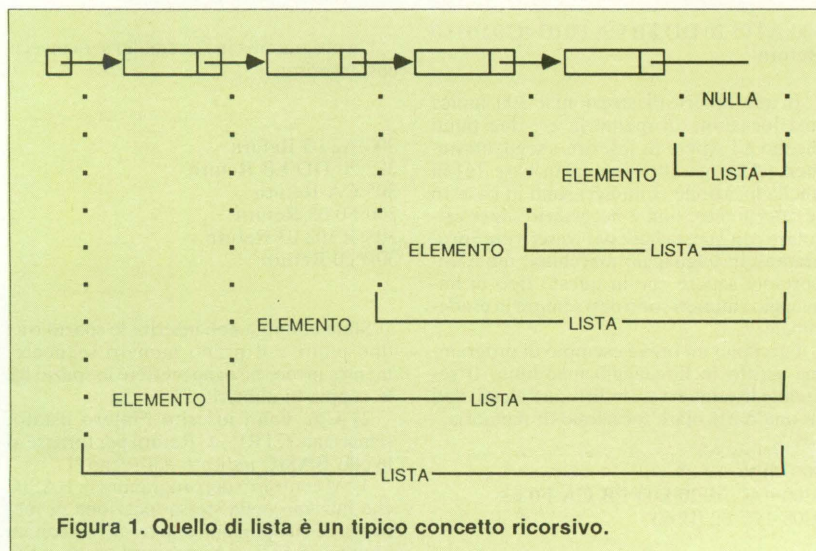 NULLA
ELEMENTO LISTA
ELEMENTO LISTA
ELEMENTO LISTA
ELEMENTO LISTA
LISTA
Figura 1. Quello di lista è un tipico concetto ricorsivo.